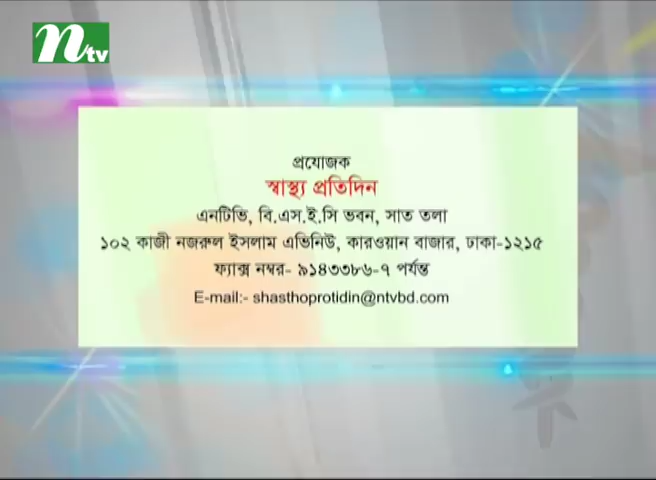 ntv
প্রযোজক
স্বাস্থ্য প্রতিদিন
এনটিভি, বি.এস.ই.সি ভবন, সাত তলা
১০২ কাজী নজরুল ইসলাম এভিনিউ, কারওয়ান বাজার, ঢাকা-১২১৫
ফ্যাক্স নম্বর- ৯১৪৩৩৮৬-৭ পর্যন্ত
E-mail:- shasthoprotidin@ntvbd.com